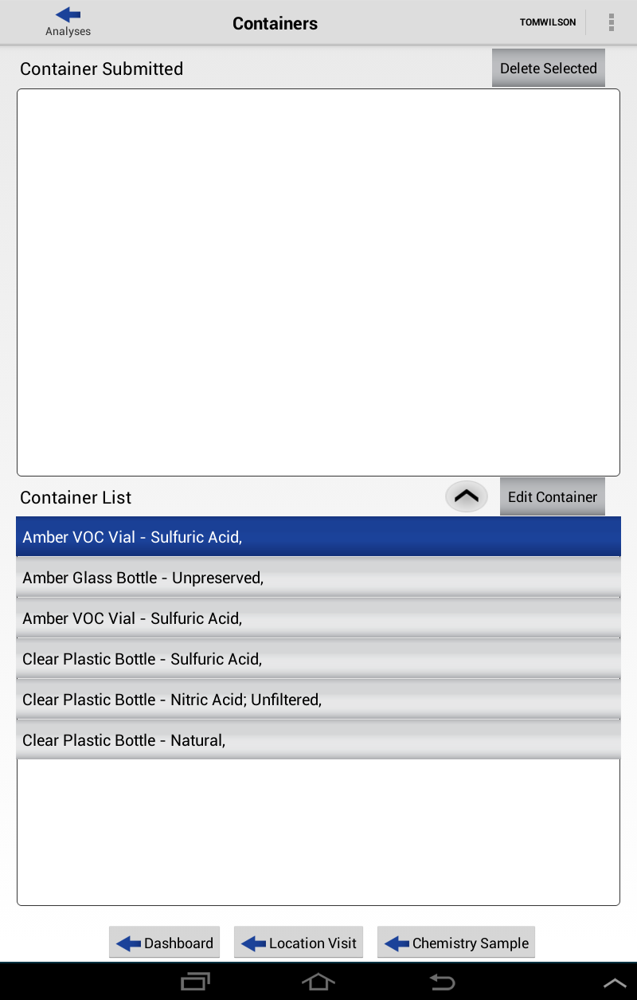 Analyses
Containers
TOMWILSON
Container Submitted
Delete Selected
Container List
Edit Container
Amber VOC Vial - Sulfuric Acid,
Amber Glass Bottle - Unpreserved,
Amber VOC Vial - Sulfuric Acid,
Clear Plastic Bottle - Sulfuric Acid,
Clear Plastic Bottle - Nitric Acid; Unfiltered,
Clear Plastic Bottle - Natural,
Dashboard
Location Visit
Chemistry Sample